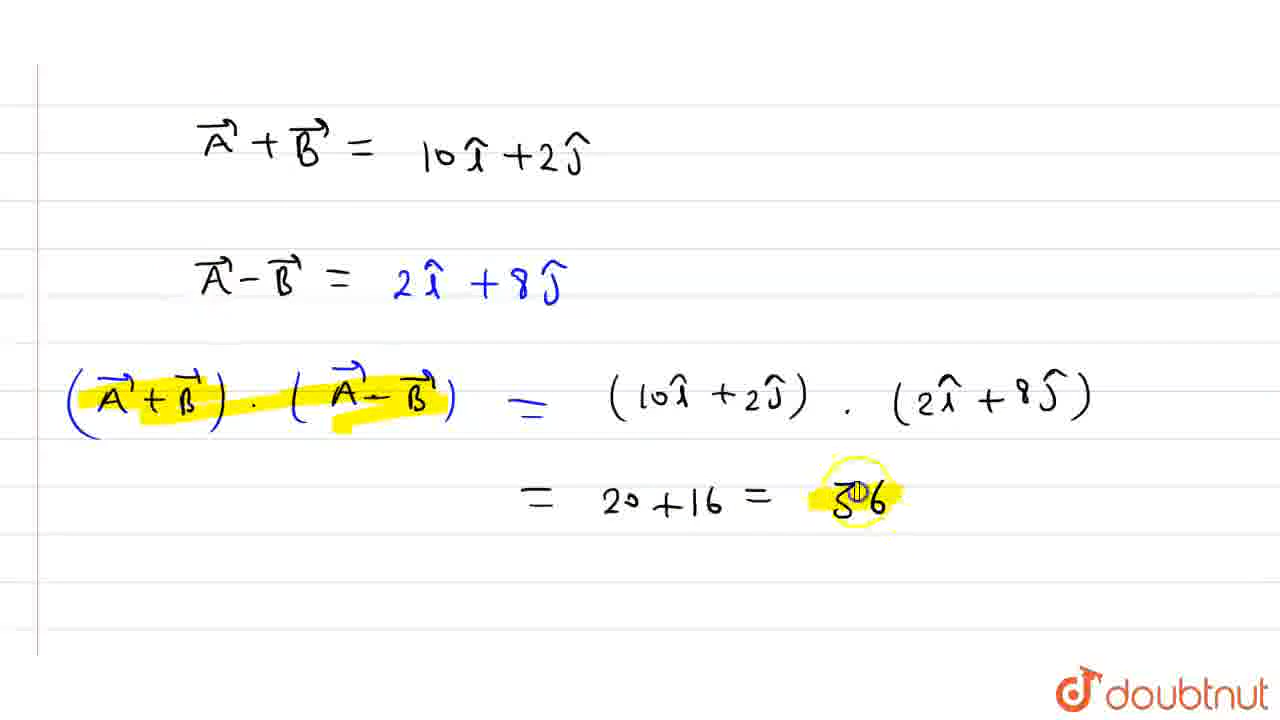 A⃗ + B⃗ = 10î + 2ĵ
A⃗ − B⃗ = 2î + 8ĵ
(A⃗ + B⃗) . (A⃗ − B⃗) = (10î + 2ĵ) . (2î + 8ĵ)
= 20 + 16 = 36
doubtnut